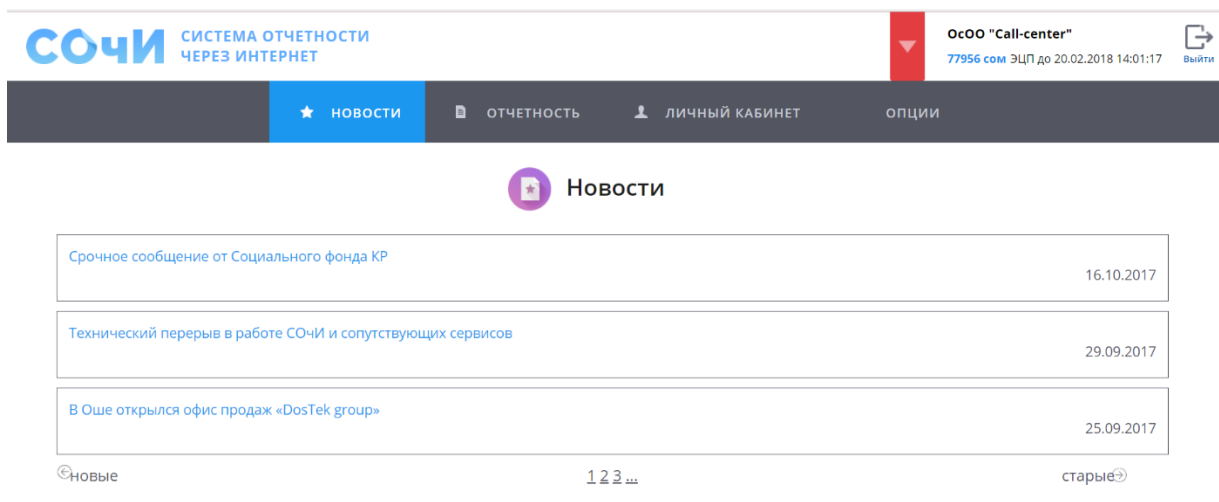 СОчИ
СИСТЕМА ОТЧЕТНОСТИ
ЧЕРЕЗ ИНТЕРНЕТ
ОсОО "Call-center"
77956 сом ЭЦП до 20.02.2018 14:01:17
Выйти
НОВОСТИ
ОТЧЕТНОСТЬ
ЛИЧНЫЙ КАБИНЕТ
ОПЦИИ
Новости
Срочное сообщение от Социального фонда КР
16.10.2017
Технический перерыв в работе СОчИ и сопутствующих сервисов
29.09.2017
В Оше открылся офис продаж «DosTek group»
25.09.2017
новые
1 2 3 ...
старые